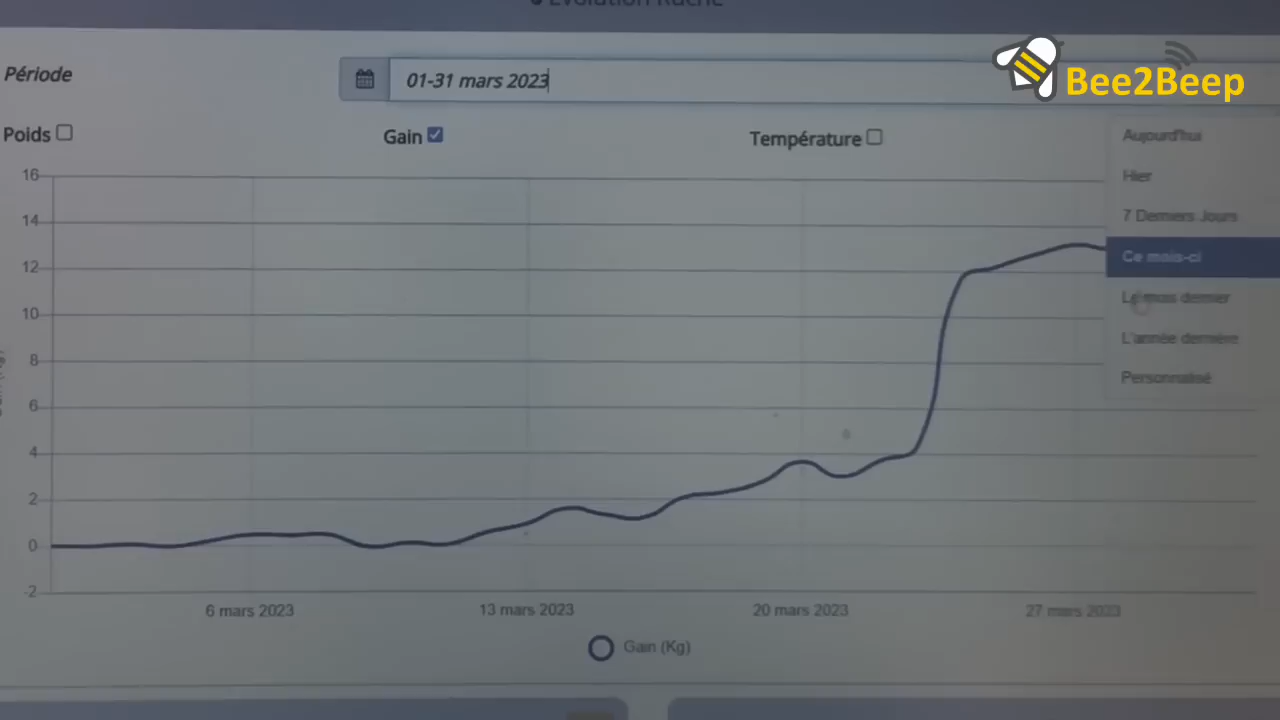 Evolution Ruche
Bee2Beep
Période
01-31 mars 2023
Poids
Gain
Température
Aujourd'hui
Hier
7 Derniers Jours
Ce mois-ci
Le mois dernier
L'année dernière
Personnalisé
16
14
12
10
8
6
4
2
0
-2
6 mars 2023
13 mars 2023
20 mars 2023
27 mars 2023
Gain (Kg)